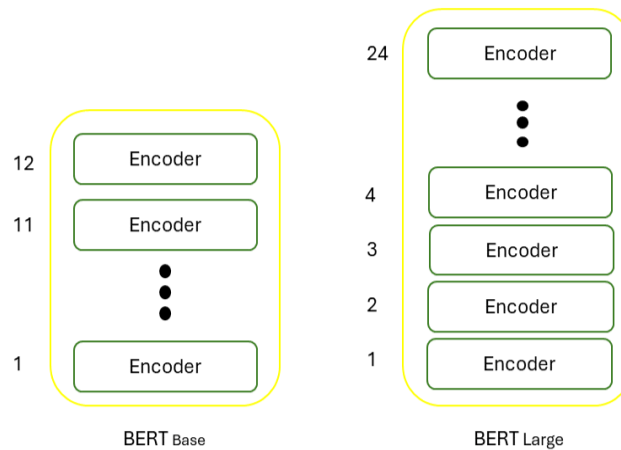 12 Encoder
11 Encoder
1 Encoder
BERT Base
24 Encoder
4 Encoder
3 Encoder
2 Encoder
1 Encoder
BERT Large